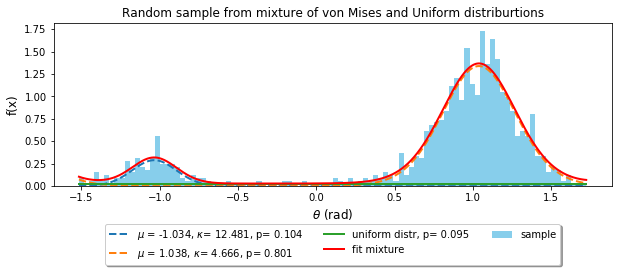 Random sample from mixture of von Mises and Uniform distriburtions
f(x)
1.75
1.50
1.25
1.00
0.75
0.50
0.25
0.00
−1.5 −1.0 −0.5 0.0 0.5 1.0 1.5
θ (rad)
μ = -1.034, κ= 12.481, p= 0.104
μ = 1.038, κ= 4.666, p= 0.801
uniform distr, p= 0.095
fit mixture
sample